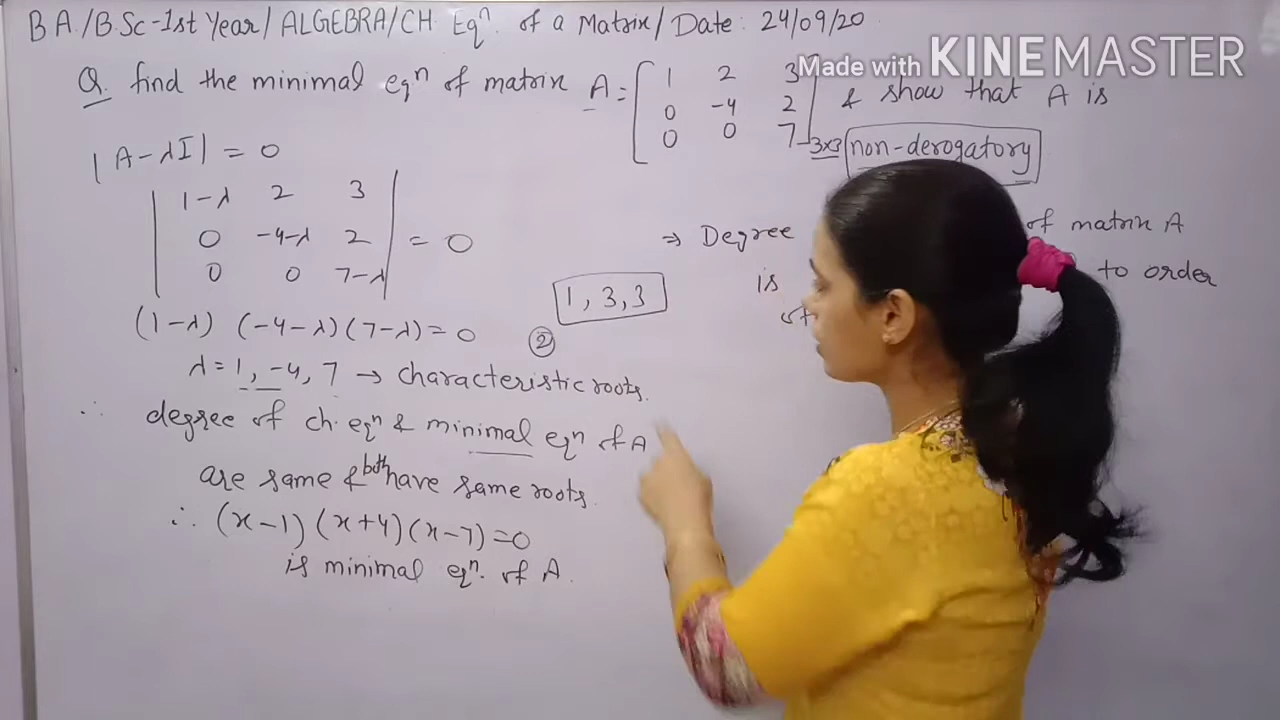 BA./B.Sc-1st Year/ALGEBRA/CH Eqⁿ. of a Matrix/Date: 24/09/20
Made with KINEMASTER
Q. find the minimal eqⁿ of matrix A = [ 1 2 3 & show that A is
0 -4 2
0 0 7 ]3x3 non-derogatory
|A-λI| = 0
| 1-λ 2 3 |
| 0 -4-λ 2 | = 0
| 0 0 7-λ |
⇒ Degree of matrix A
is to order
of
1, 3, 3
(1-λ) (-4-λ)(7-λ)=0
②
λ = 1, -4, 7 → characteristic roots.
∴ degree of ch. eqⁿ & minimal eqⁿ of A
are same & both have same roots.
∴ (x-1) (x+4)(x-7)=0
is minimal eqⁿ. of A.